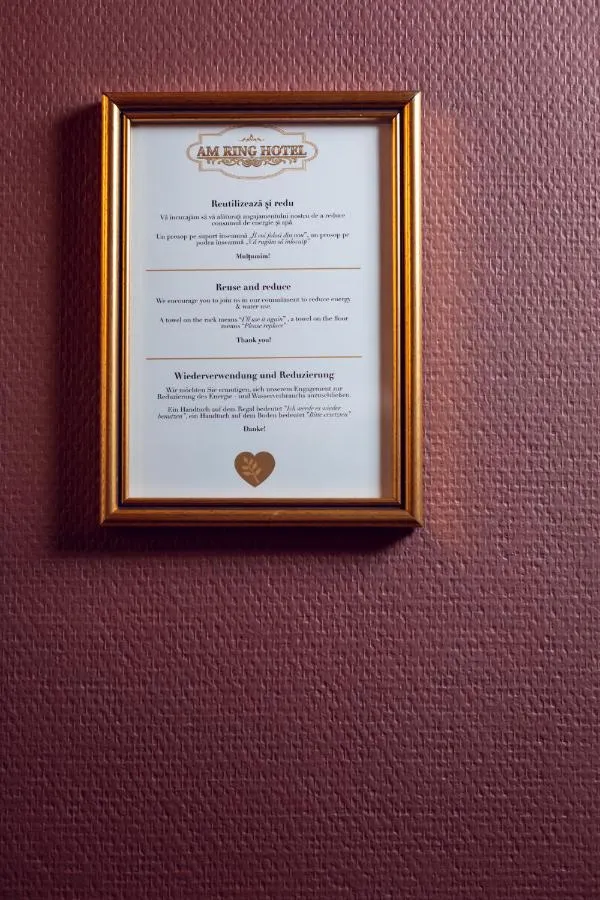 AM RING HOTEL
Reutilizează și redu
Vă încurajăm să vă alăturați angajamentului nostru de a reduce
consumul de energie și apă
Un prosop pe suport înseamnă „Îl voi folosi din nou”, un prosop pe
podea înseamnă „Vă rugăm să înlocuiți”
Mulțumim!
Reuse and reduce
We encourage you to join us in our commitment to reduce energy
& water use.
A towel on the rack means "I'll use it again" , a towel on the floor
means "Please replace"
Thank you!
Wiederverwendung und Reduzierung
Wir möchten Sie ermutigen, sich unserem Engagement zur
Reduzierung des Energie - und Wasserverbrauchs anzuschließen.
Ein Handtuch auf dem Regal bedeutet "Ich werde es wieder
benutzen", ein Handtuch auf dem Boden bedeutet "Bitte ersetzen"
Danke!